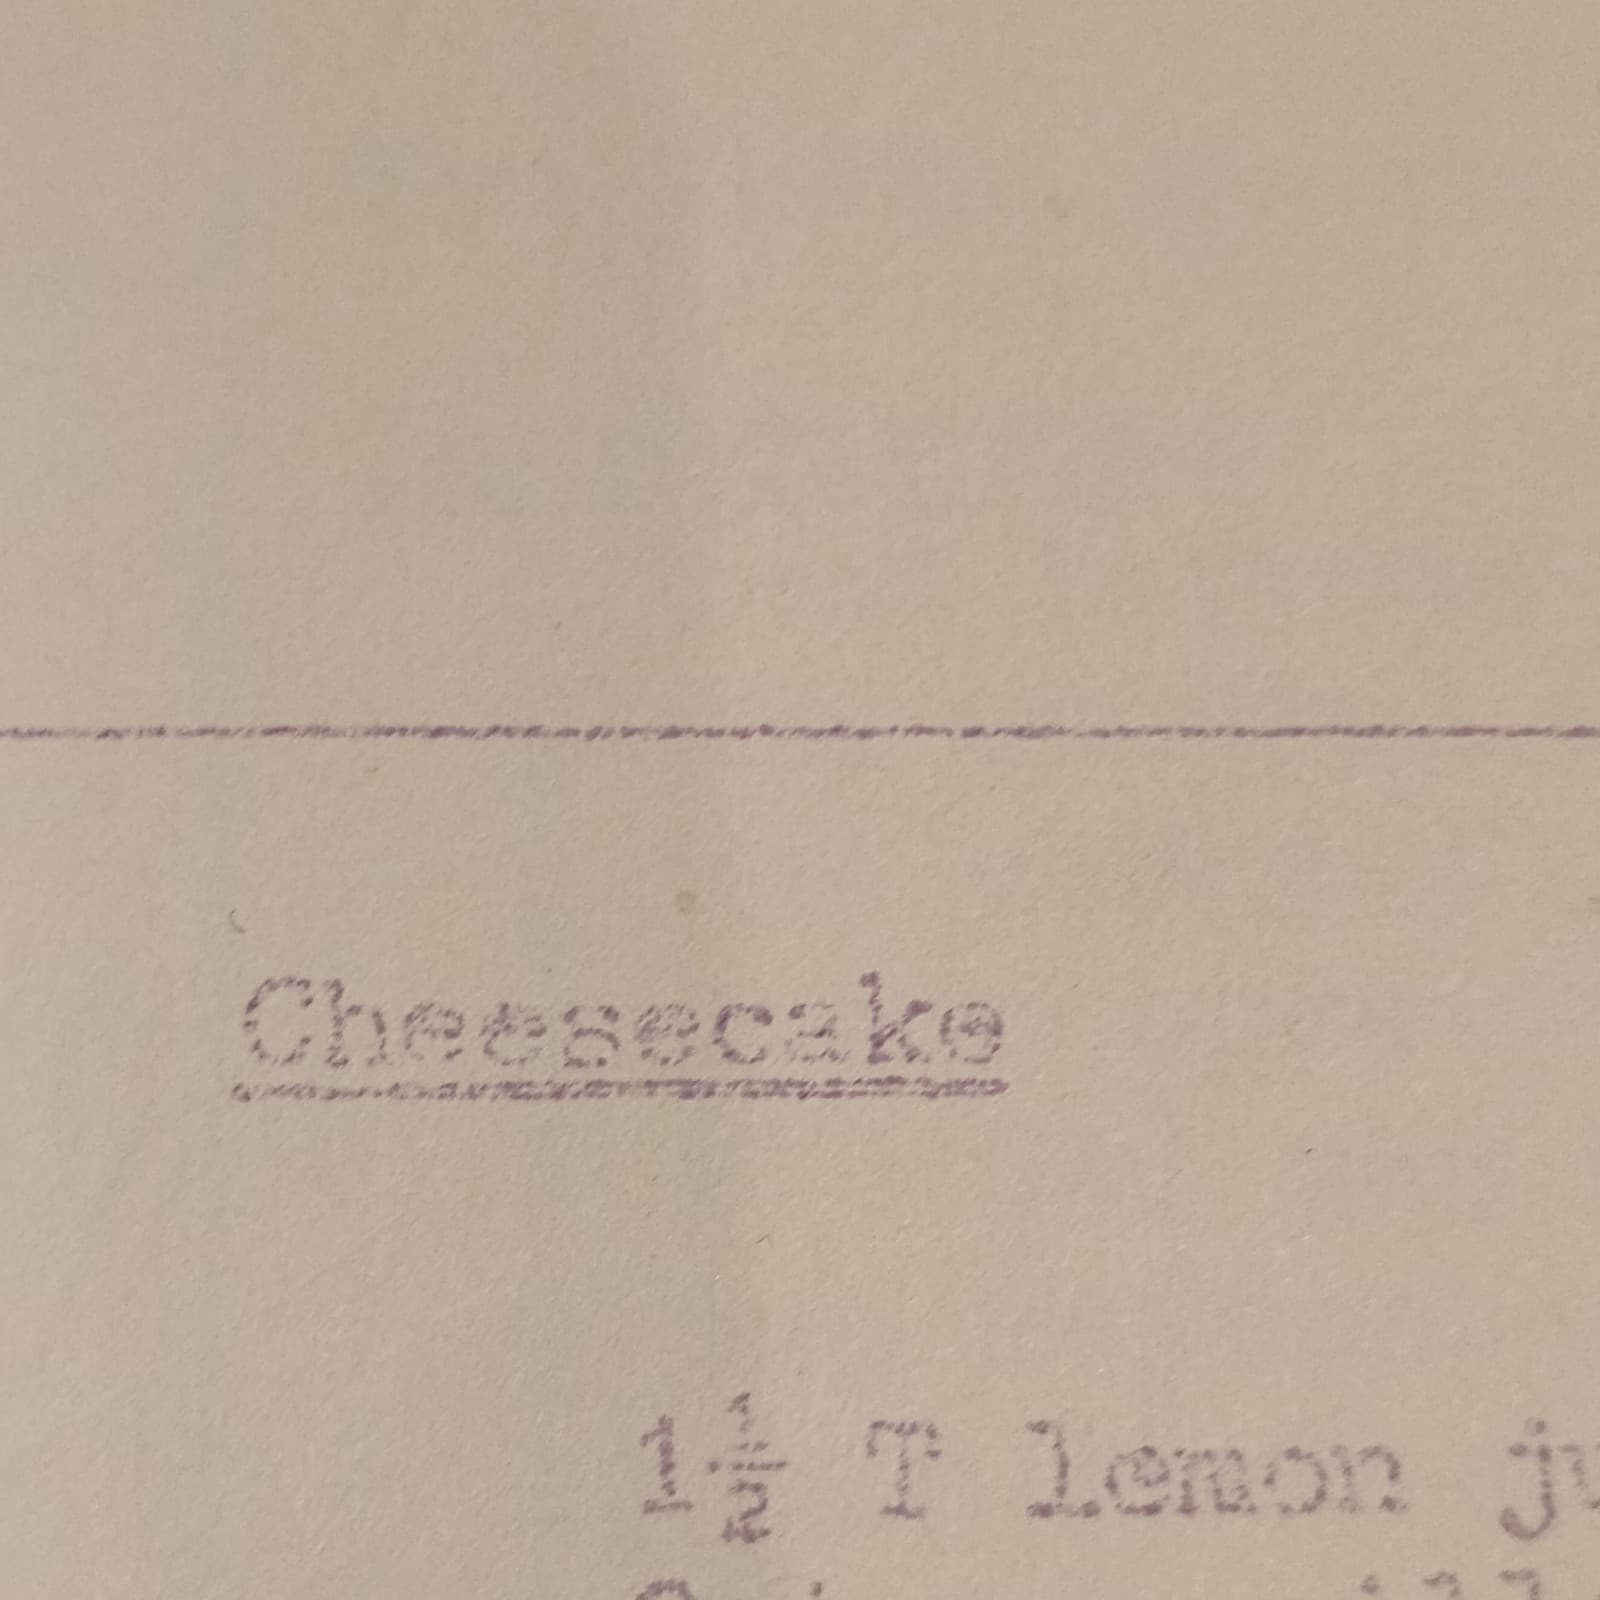 Cheesecake
1½ T lemon